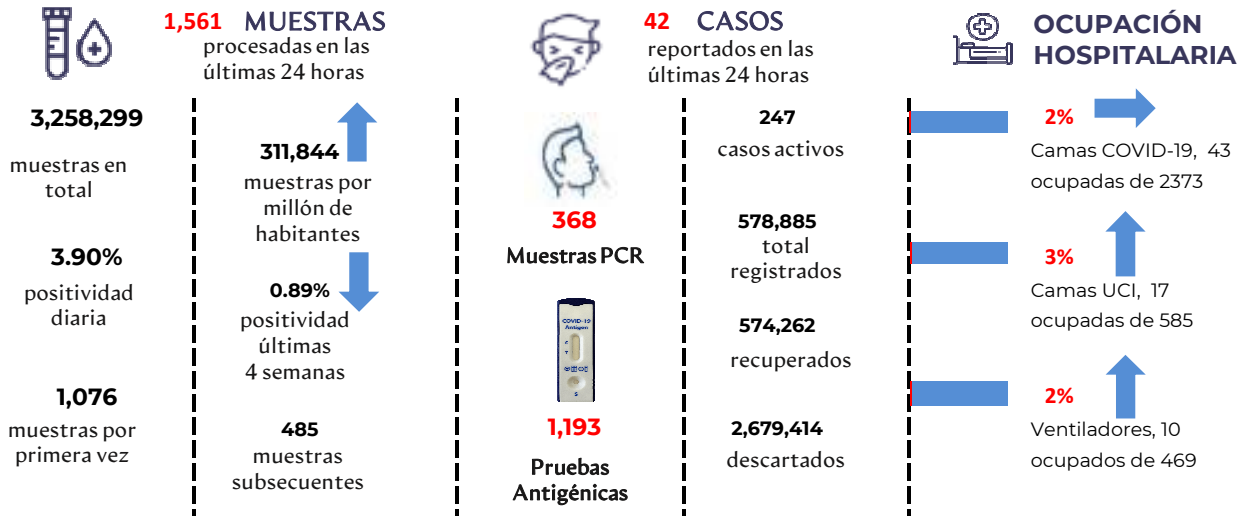 1,561 MUESTRAS
procesadas en las
últimas 24 horas
3,258,299
muestras en
total
3.90%
positividad
diaria
1,076
muestras por
primera vez
311,844
muestras por
millón de
habitantes
0.89%
positividad
últimas
4 semanas
485
muestras
subsecuentes
42 CASOS
reportados en las
últimas 24 horas
368
Muestras PCR
COVID-19
Antigen
C
T
S
1,193
Pruebas
Antigénicas
247
casos activos
578,885
total
registrados
574,262
recuperados
2,679,414
descartados
OCUPACIÓN
HOSPITALARIA
2%
Camas COVID-19, 43
ocupadas de 2373
3%
Camas UCI, 17
ocupadas de 585
2%
Ventiladores, 10
ocupados de 469